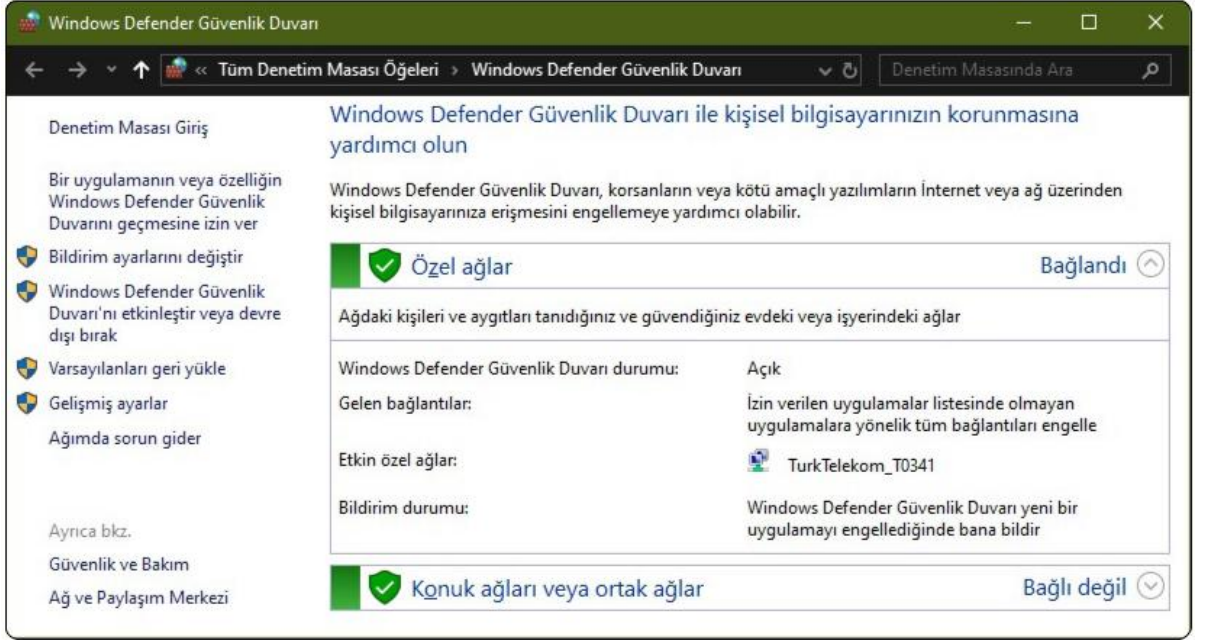 Windows Defender Güvenlik Duvarı
« Tüm Denetim Masası Öğeleri › Windows Defender Güvenlik Duvarı
Denetim Masasında Ara
Denetim Masası Giriş
Bir uygulamanın veya özelliğin
Windows Defender Güvenlik
Duvarını geçmesine izin ver
Bildirim ayarlarını değiştir
Windows Defender Güvenlik
Duvarı'nı etkinleştir veya devre
dışı bırak
Varsayılanları geri yükle
Gelişmiş ayarlar
Ağımda sorun gider
Ayrıca bkz.
Güvenlik ve Bakım
Ağ ve Paylaşım Merkezi
Windows Defender Güvenlik Duvarı ile kişisel bilgisayarınızın korunmasına
yardımcı olun
Windows Defender Güvenlik Duvarı, korsanların veya kötü amaçlı yazılımların İnternet veya ağ üzerinden
kişisel bilgisayarınıza erişmesini engellemeye yardımcı olabilir.
Özel ağlar Bağlandı
Ağdaki kişileri ve aygıtları tanıdığınız ve güvendiğiniz evdeki veya işyerindeki ağlar
Windows Defender Güvenlik Duvarı durumu: Açık
Gelen bağlantılar: İzin verilen uygulamalar listesinde olmayan
uygulamalara yönelik tüm bağlantıları engelle
Etkin özel ağlar: TurkTelekom_T0341
Bildirim durumu: Windows Defender Güvenlik Duvarı yeni bir
uygulamayı engellediğinde bana bildir
Konuk ağları veya ortak ağlar Bağlı değil